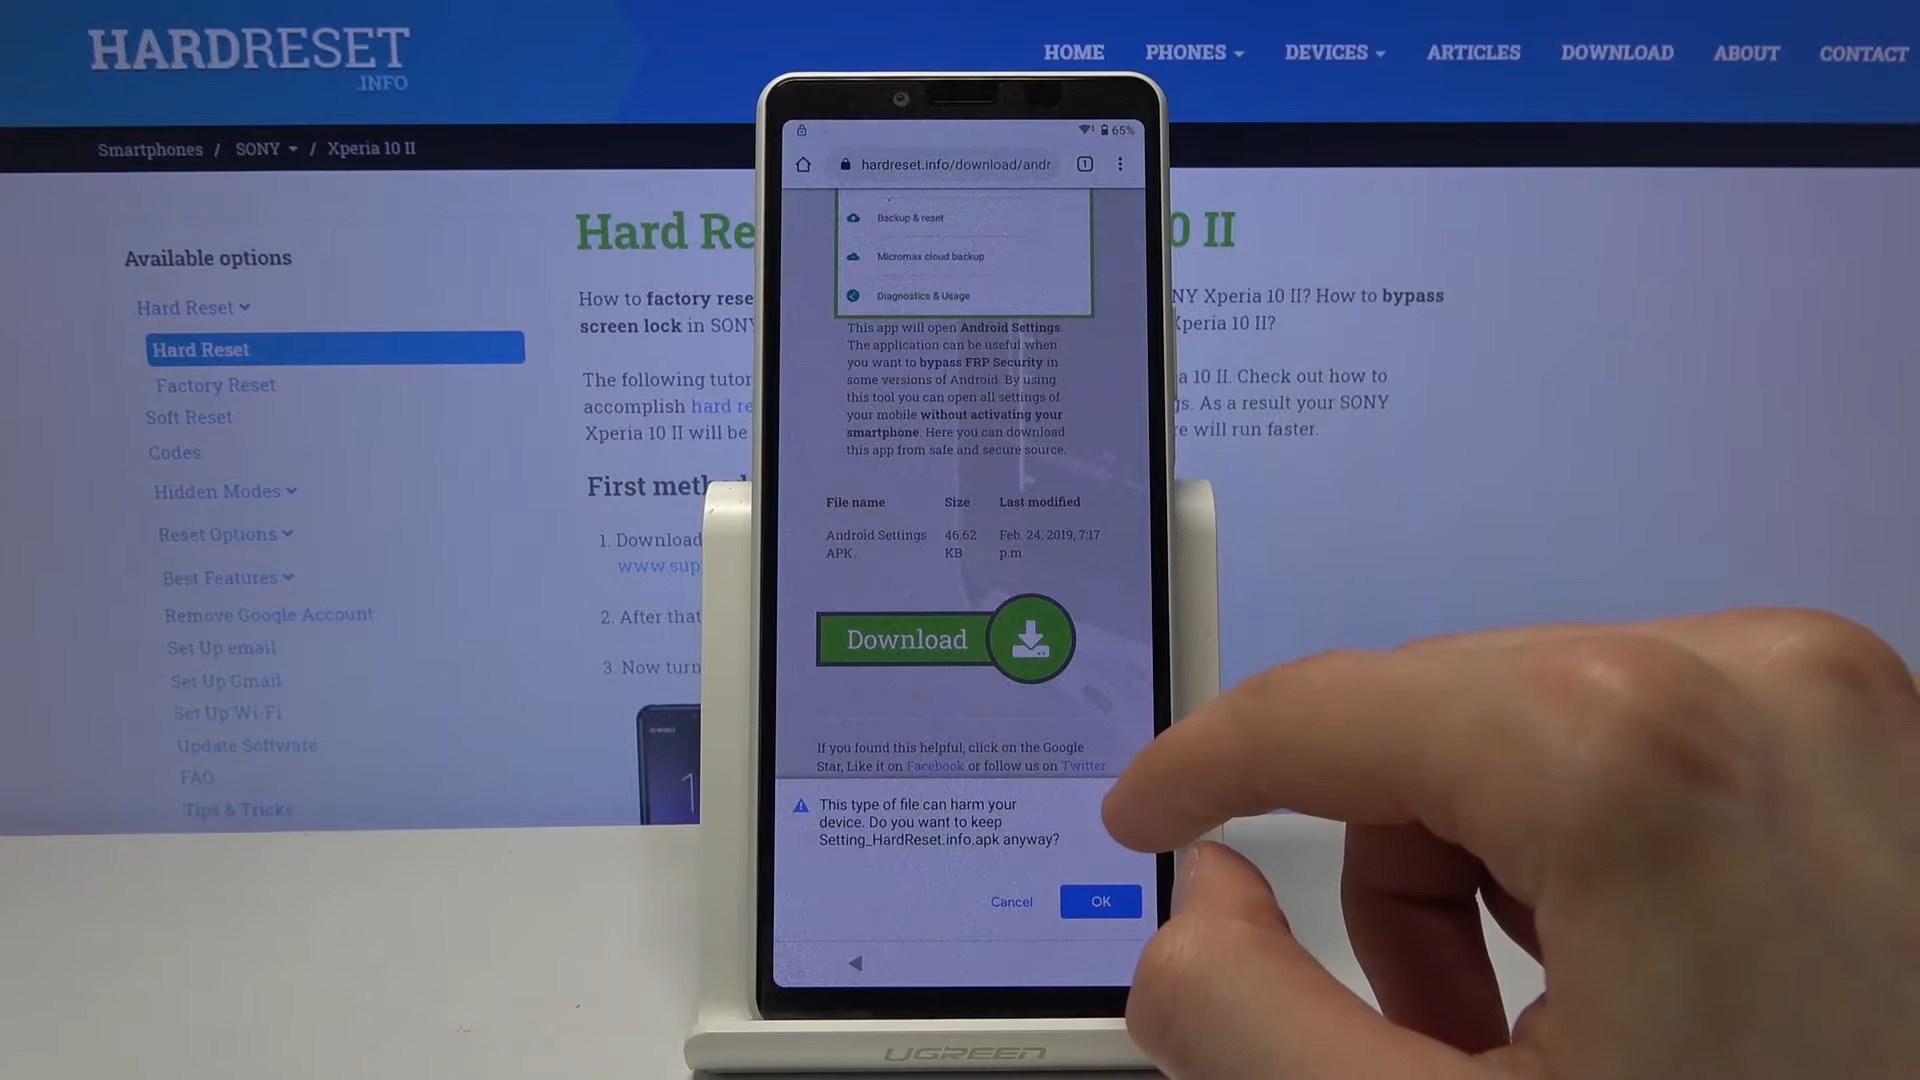 HARDRESET
.INFO
HOME PHONES DEVICES ARTICLES DOWNLOAD ABOUT CONTACT
Smartphones / SONY / Xperia 10 II
Available options
Hard Reset
Hard Reset
Factory Reset
Soft Reset
Codes
Hidden Modes
Reset Options
Best Features
Remove Google Account
Set Up email
Set Up Gmail
Set Up Wi-Fi
Update Software
FAQ
Tips & Tricks
Hard Re
0 II
How to factory rese
NY Xperia 10 II? How to bypass
screen lock in SONY
Xperia 10 II?
The following tutor
a 10 II. Check out how to
accomplish hard re
gs. As a result your SONY
Xperia 10 II will be
re will run faster.
First meth
1. Download
www.sup
2. After that
3. Now turn
65%
hardreset.info/download/andr
1
Backup & reset
Micromax cloud backup
Diagnostics & Usage
This app will open Android Settings.
The application can be useful when
you want to bypass FRP Security in
some versions of Android. By using
this tool you can open all settings of
your mobile without activating your
smartphone. Here you can download
this app from safe and secure source.
File name Size Last modified
Android Settings 46.62 Feb. 24, 2019, 7:17
APK KB p.m.
Download
If you found this helpful, click on the Google
Star, Like it on Facebook or follow us on Twitter
This type of file can harm your
device. Do you want to keep
Setting_HardReset.info.apk anyway?
Cancel OK
UGREEN